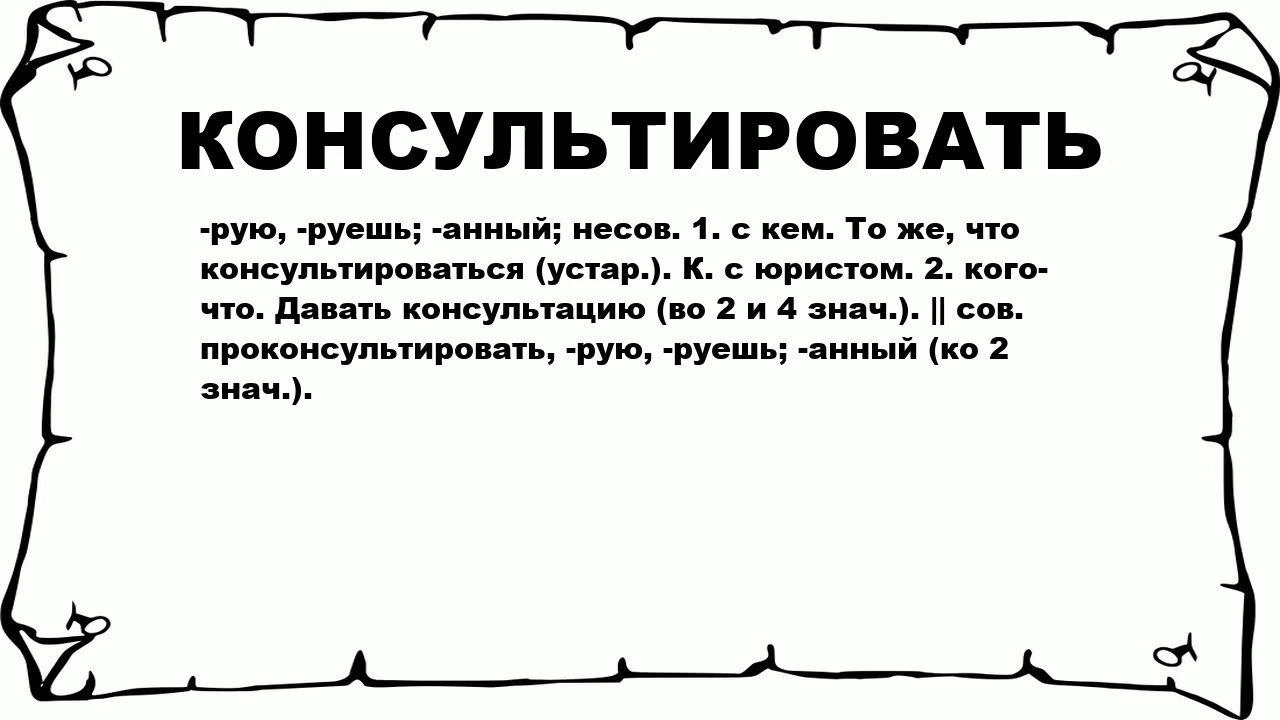 КОНСУЛЬТИРОВАТЬ
-рую, -руешь; -анный; несов. 1. с кем. То же, что
консультироваться (устар.). К. с юристом. 2. кого-
что. Давать консультацию (во 2 и 4 знач.). || сов.
проконсультировать, -рую, -руешь; -анный (ко 2
знач.).